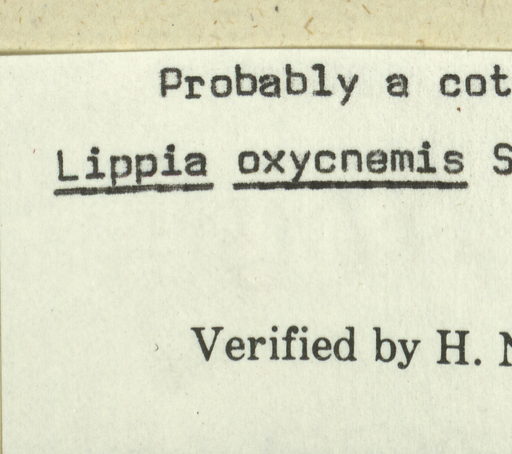 Probably a cot
Lippia oxycnemis S
Verified by H. N